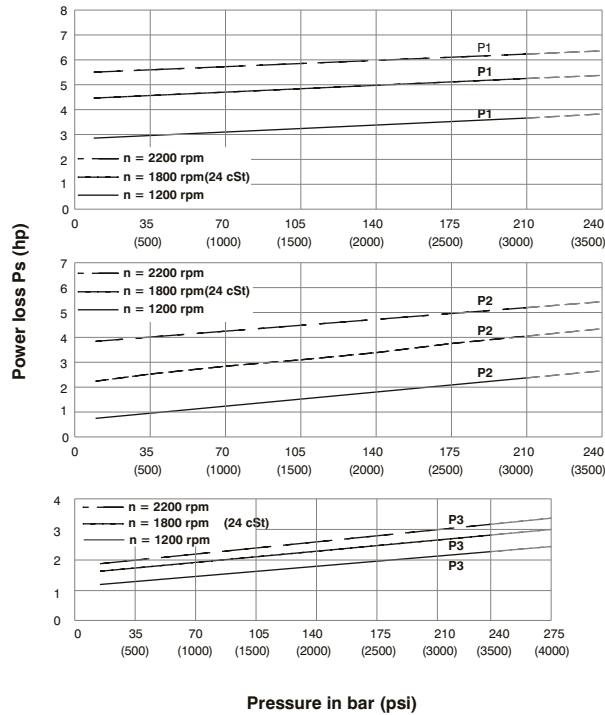 Power loss Ps (hp)
8
7
6
5
4
3
2
1
0
P1
P1
P1
n = 2200 rpm
n = 1800 rpm(24 cSt)
n = 1200 rpm
0 35 70 105 140 175 210 240
(500) (1000) (1500) (2000) (2500) (3000) (3500)
7
6
5
4
3
2
1
0
n = 2200 rpm
n = 1800 rpm(24 cSt)
n = 1200 rpm
P2
P2
P2
0 35 70 105 140 175 210 240
(500) (1000) (1500) (2000) (2500) (3000) (3500)
4
3
2
1
0
n = 2200 rpm
n = 1800 rpm (24 cSt)
n = 1200 rpm
P3
P3
P3
0 35 70 105 140 175 210 240 275
(500) (1000) (1500) (2000) (2500) (3000) (3500) (4000)
Pressure in bar (psi)